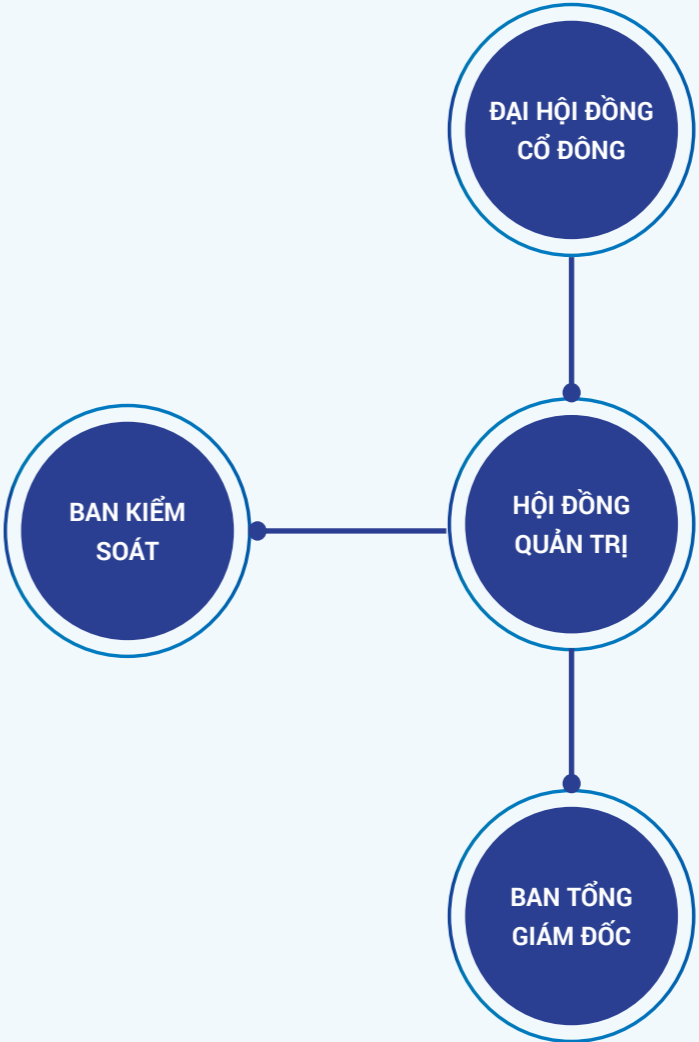 ĐẠI HỘI ĐỒNG
CỔ ĐÔNG
BAN KIỂM
SOÁT
HỘI ĐỒNG
QUẢN TRỊ
BAN TỔNG
GIÁM ĐỐC